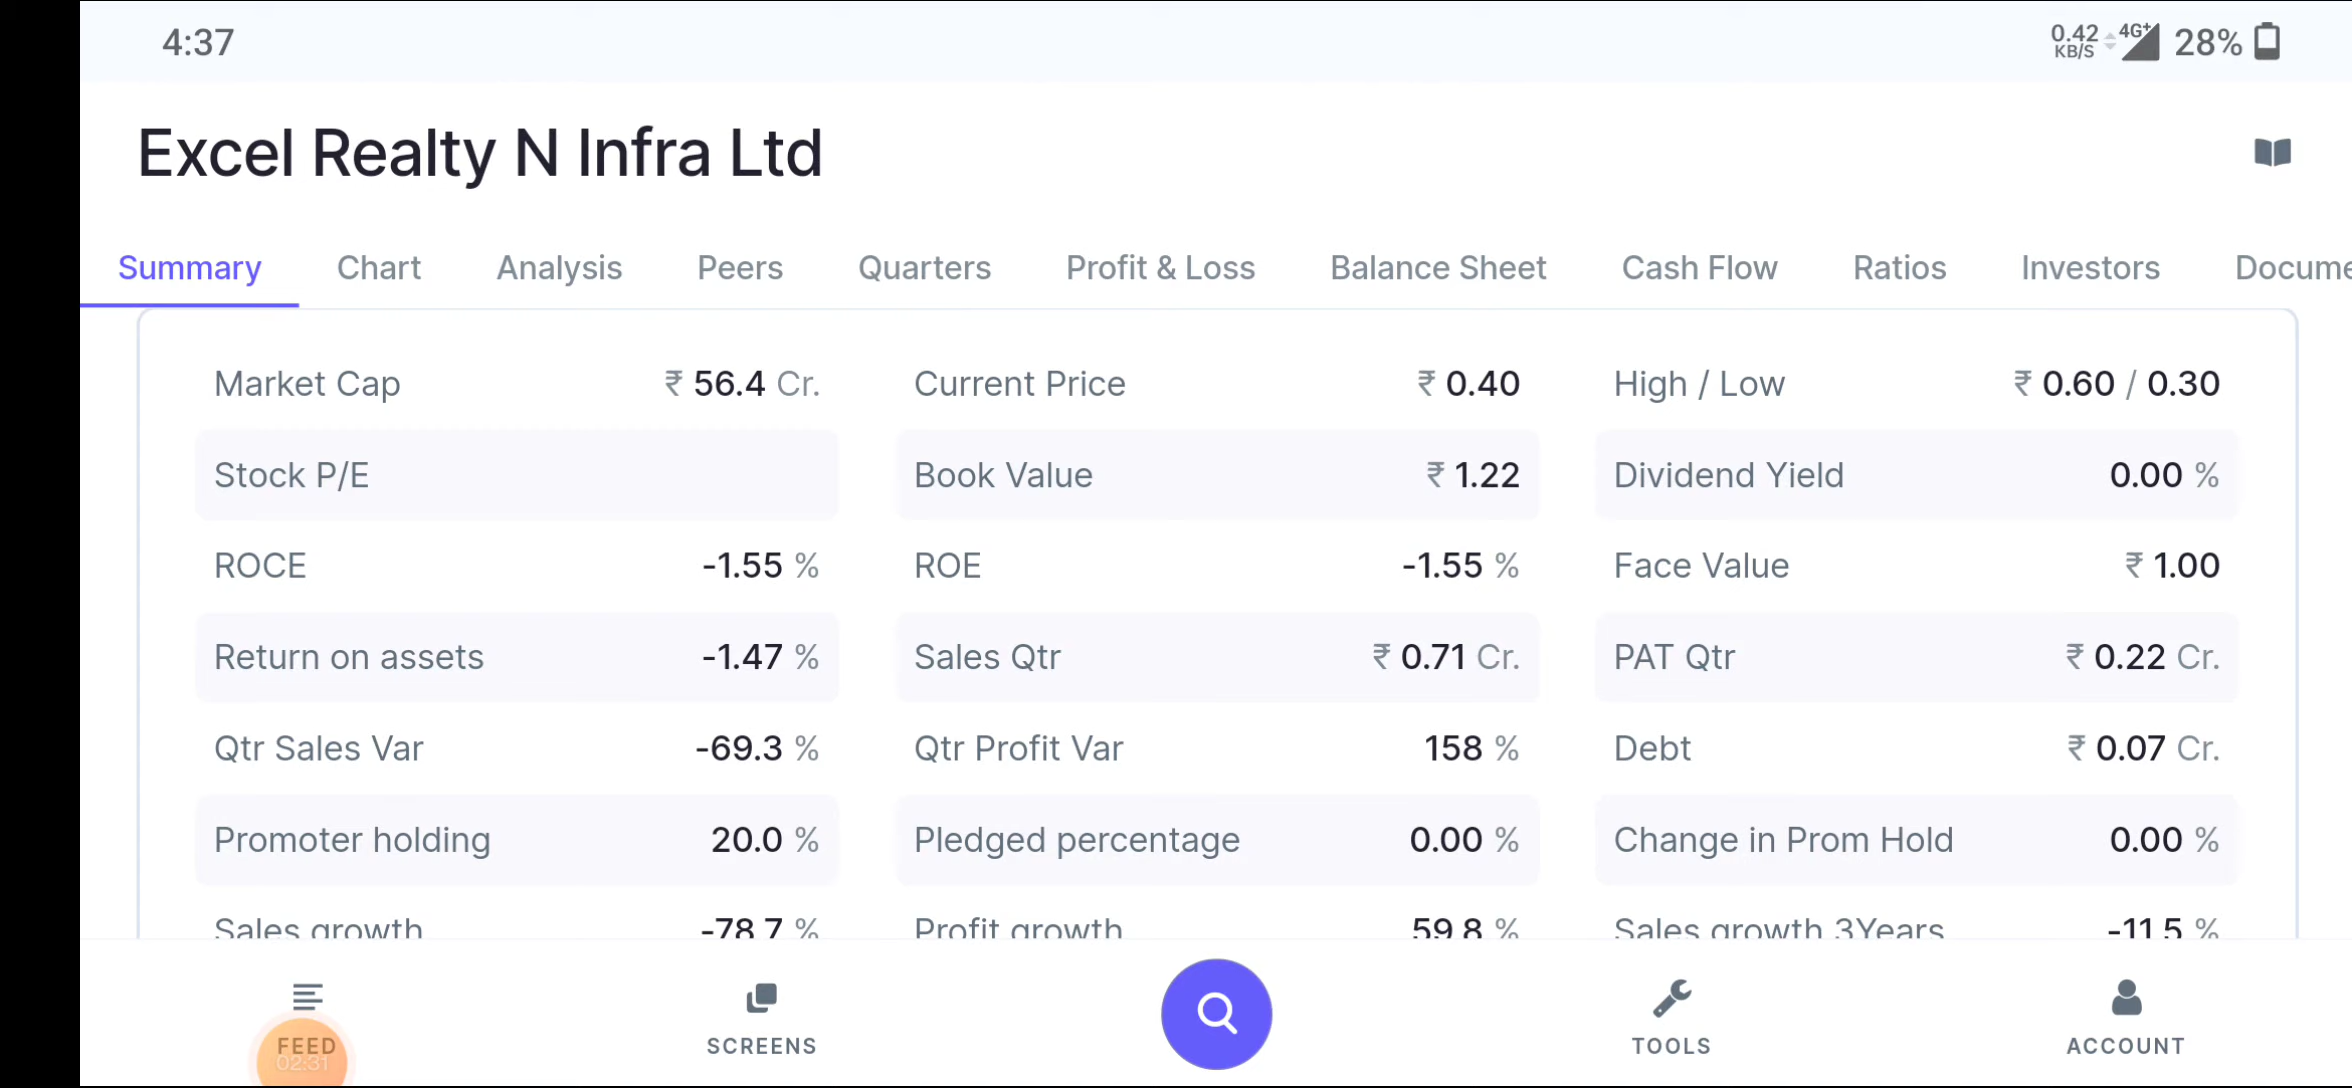 4:37
0.42 KB/S 4G+ 28%
Excel Realty N Infra Ltd
Summary Chart Analysis Peers Quarters Profit & Loss Balance Sheet Cash Flow Ratios Investors Docume
Market Cap ₹ 56.4 Cr. Current Price ₹ 0.40 High / Low ₹ 0.60 / 0.30
Stock P/E Book Value ₹ 1.22 Dividend Yield 0.00 %
ROCE -1.55 % ROE -1.55 % Face Value ₹ 1.00
Return on assets -1.47 % Sales Qtr ₹ 0.71 Cr. PAT Qtr ₹ 0.22 Cr.
Qtr Sales Var -69.3 % Qtr Profit Var 158 % Debt ₹ 0.07 Cr.
Promoter holding 20.0 % Pledged percentage 0.00 % Change in Prom Hold 0.00 %
Sales growth -78.7 % Profit growth 59.8 % Sales growth 3Years -11.5 %
FEED SCREENS TOOLS ACCOUNT
02:31